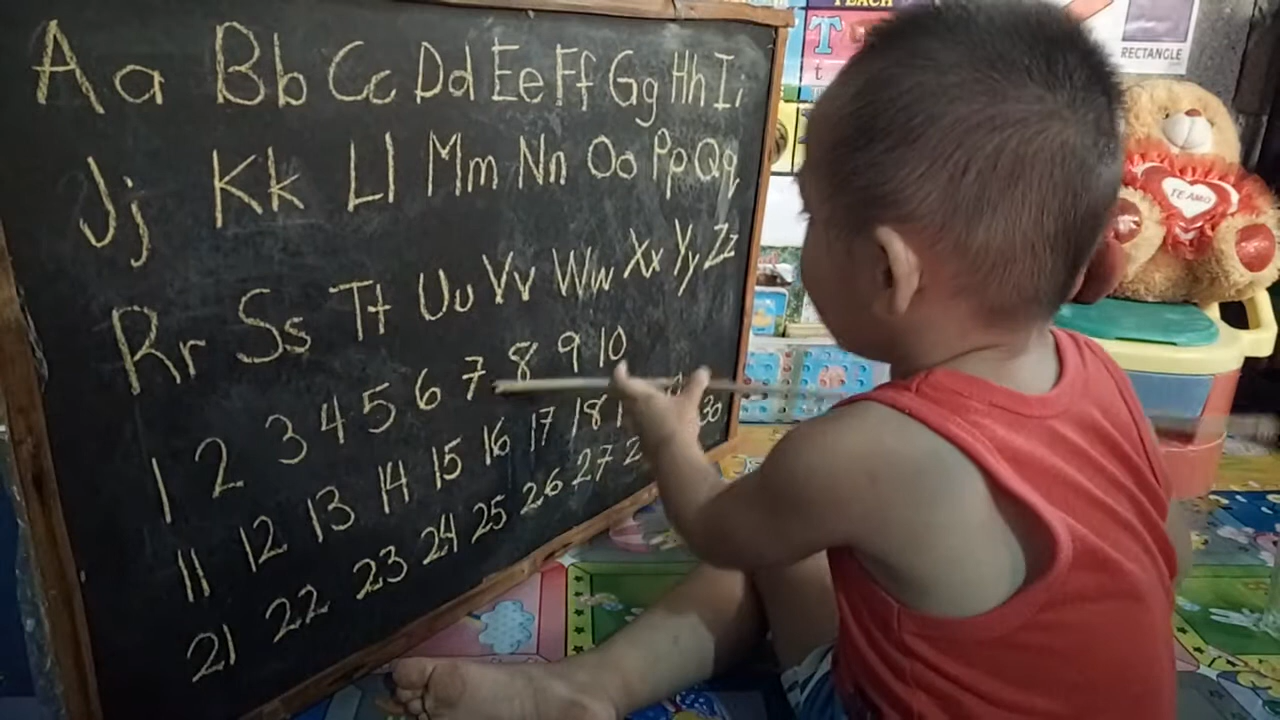 Aa Bb Cc Dd Ee Ff Gg Hh Ii
Jj Kk Ll Mm Nn Oo Pp Qq
Rr Ss Tt Uu Vv Ww Xx Yy Zz
1 2 3 4 5 6 7 8 9 10
11 12 13 14 15 16 17 18
21 22 23 24 25 26 27 30
PEACH
T
t
RECTANGLE
TE AMO